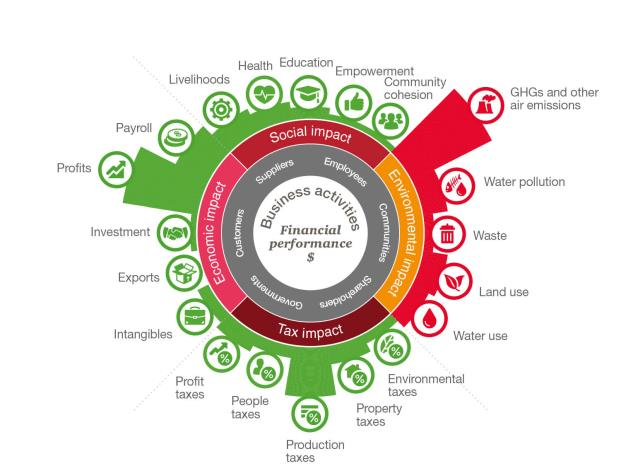 Health
Education
Empowerment
Community
cohesion
Livelihoods
GHGs and other
air emissions
Payroll
Social impact
Profits
Suppliers
Employees
Water pollution
Business activities
Economic impact
Environmental impact
Customers
Communities
Investment
Financial
performance
$
Waste
Exports
Land use
Governments
Shareholders
Intangibles
Tax impact
Water use
%
%
%
%
%
Profit
taxes
People
taxes
Property
taxes
Environmental
taxes
Production
taxes